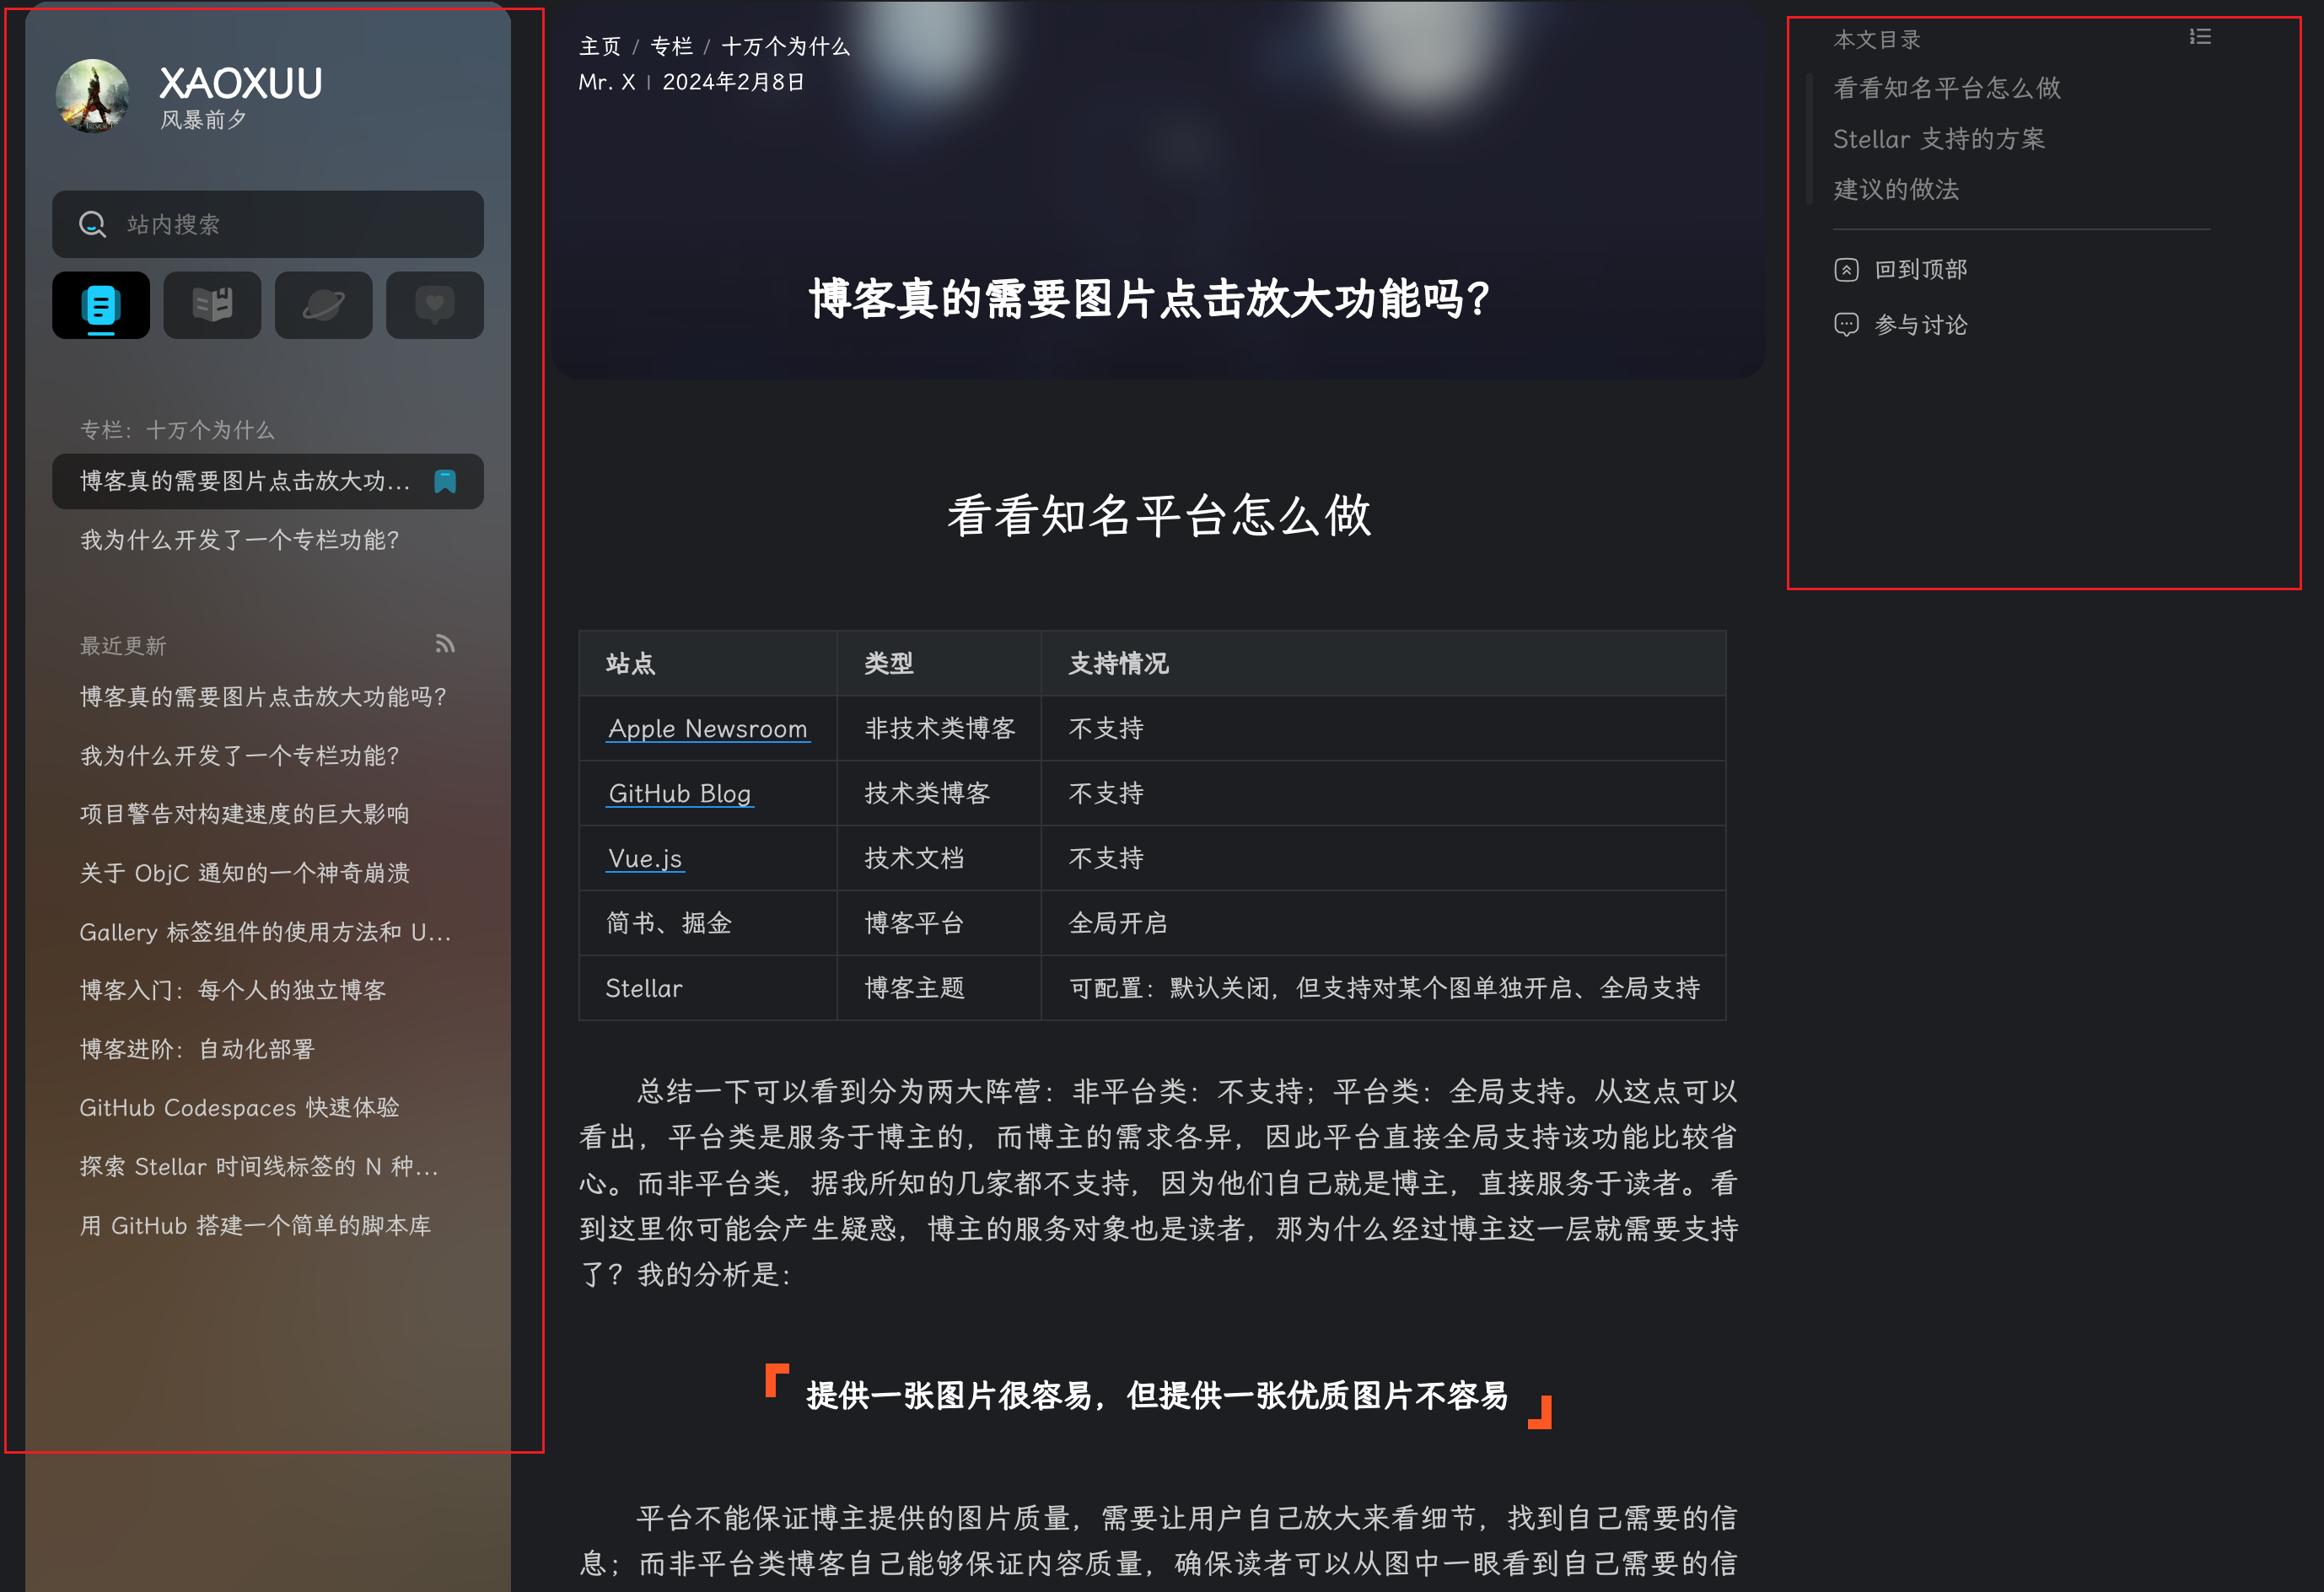 XAOXUU
风暴前夕
站内搜索
专栏：十万个为什么
博客真的需要图片点击放大功...
我为什么开发了一个专栏功能？
最近更新
博客真的需要图片点击放大功能吗？
我为什么开发了一个专栏功能？
项目警告对构建速度的巨大影响
关于 ObjC 通知的一个神奇崩溃
Gallery 标签组件的使用方法和 U...
博客入门：每个人的独立博客
博客进阶：自动化部署
GitHub Codespaces 快速体验
探索 Stellar 时间线标签的 N 种...
用 GitHub 搭建一个简单的脚本库
主页 / 专栏 / 十万个为什么
Mr. X | 2024年2月8日
博客真的需要图片点击放大功能吗？
看看知名平台怎么做
站点 类型 支持情况
Apple Newsroom 非技术类博客 不支持
GitHub Blog 技术类博客 不支持
Vue.js 技术文档 不支持
简书、掘金 博客平台 全局开启
Stellar 博客主题 可配置：默认关闭，但支持对某个图单独开启、全局支持
总结一下可以看到分为两大阵营：非平台类：不支持；平台类：全局支持。从这点可以
看出，平台类是服务于博主的，而博主的需求各异，因此平台直接全局支持该功能比较省
心。而非平台类，据我所知的几家都不支持，因为他们自己就是博主，直接服务于读者。看
到这里你可能会产生疑惑，博主的服务对象也是读者，那为什么经过博主这一层就需要支持
了？我的分析是：
提供一张图片很容易，但提供一张优质图片不容易
平台不能保证博主提供的图片质量，需要让用户自己放大来看细节，找到自己需要的信
息；而非平台类博客自己能够保证内容质量，确保读者可以从图中一眼看到自己需要的信
本文目录
看看知名平台怎么做
Stellar 支持的方案
建议的做法
回到顶部
参与讨论